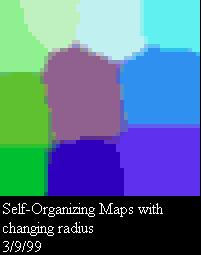 Self-Organizing Maps with
changing radius
3/9/99